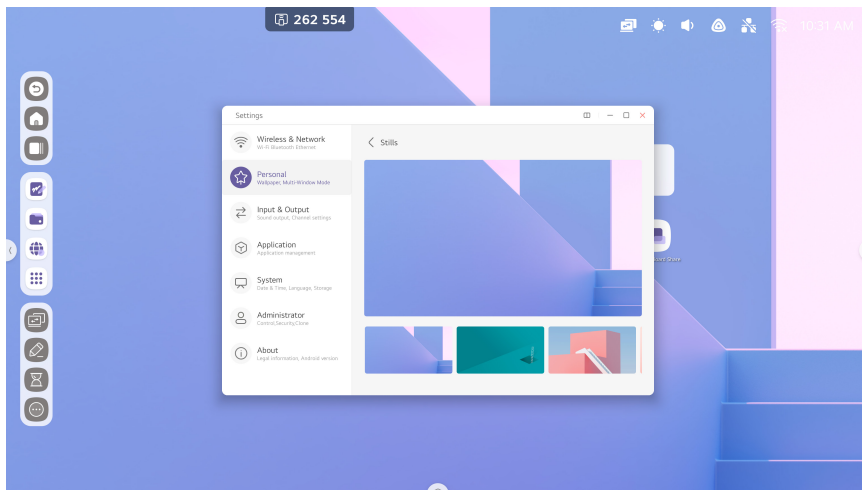 262 554
10:31 AM
Settings
Wireless & Network
Wi-Fi Bluetooth Ethernet
Stills
Personal
Wallpaper, Multi-Window Mode
Input & Output
Sound output, Channel settings
Application
Application management
System
Date & Time, Language, Storage
Administrator
Control,Security,Clone
About
Legal information, Android version
Store